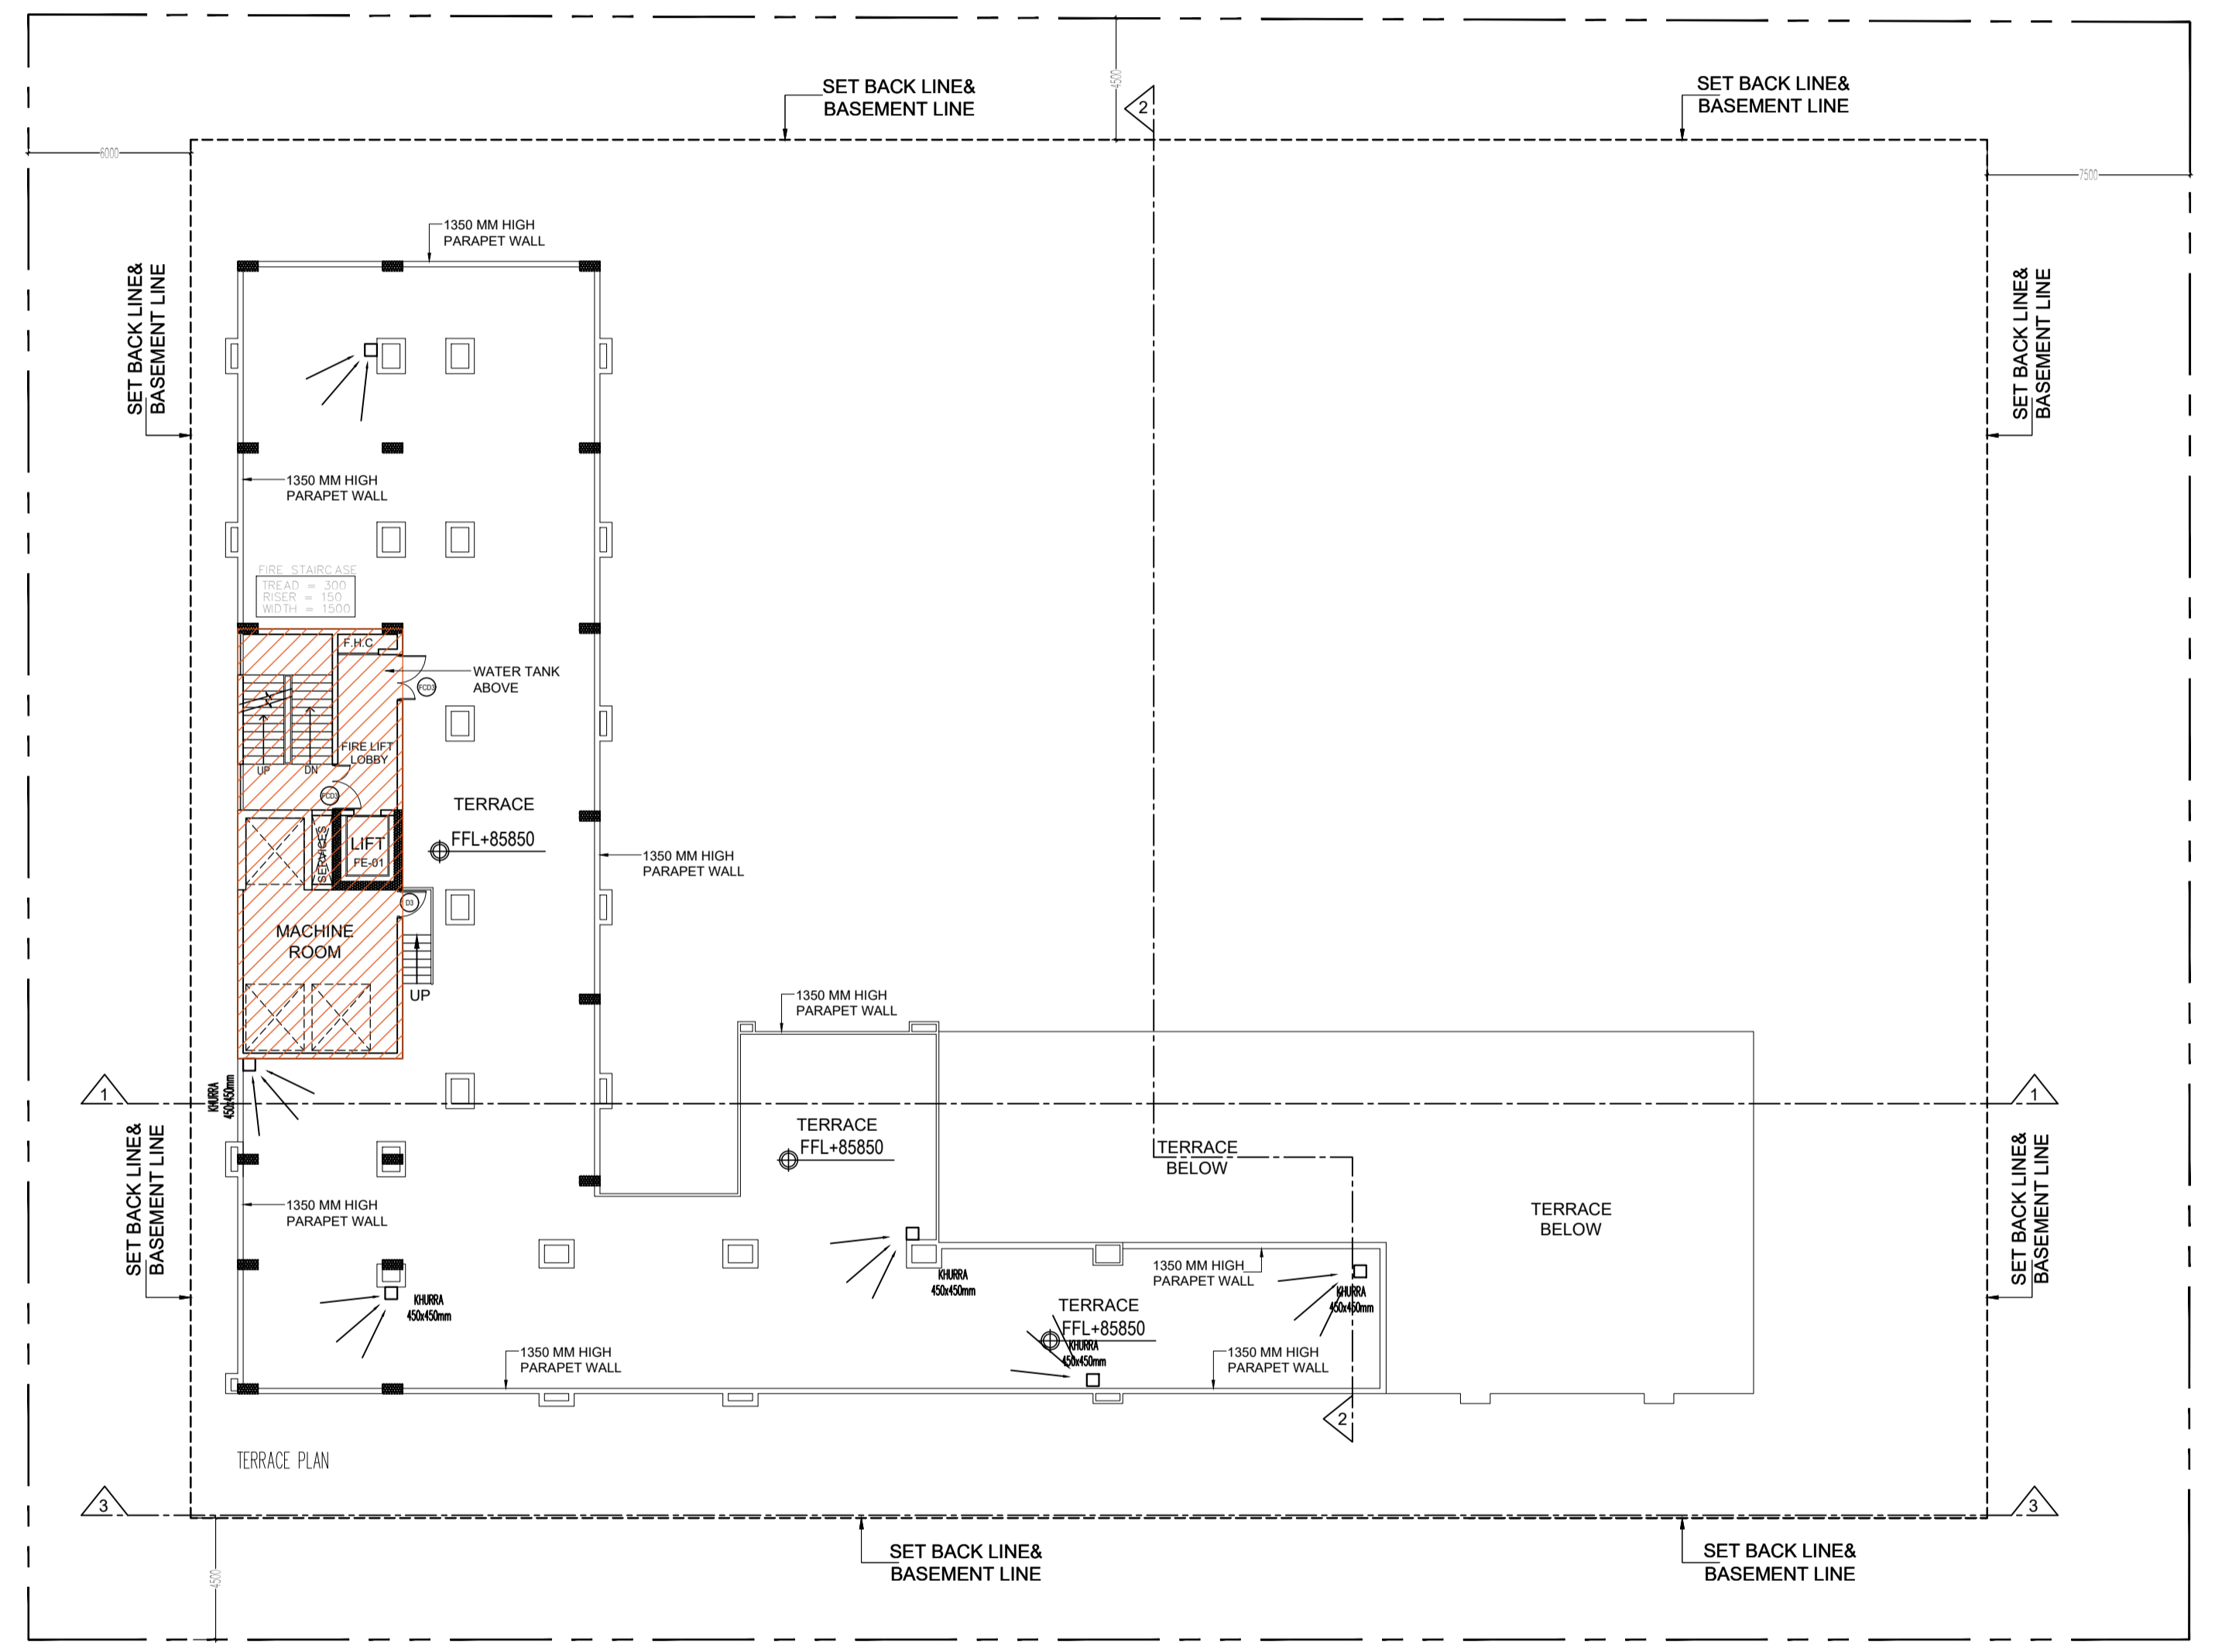 4500
SET BACK LINE&
BASEMENT LINE
SET BACK LINE&
BASEMENT LINE
2
6000
7500
1350 MM HIGH
PARAPET WALL
SET BACK LINE&
BASEMENT LINE
SET BACK LINE&
BASEMENT LINE
1350 MM HIGH
PARAPET WALL
FIRE STAIRCASE
TREAD = 300
RISER = 150
WIDTH = 1500
F.H.C
WATER TANK
ABOVE
FCD3
FIRE LIFT
LOBBY
UP
DN
FCD3
TERRACE
FFL+85850
SERVICES
LIFT
FE-01
1350 MM HIGH
PARAPET WALL
D3
MACHINE
ROOM
UP
1350 MM HIGH
PARAPET WALL
KHURRA
450x450mm
1
1
TERRACE
FFL+85850
TERRACE
BELOW
SET BACK LINE&
BASEMENT LINE
SET BACK LINE&
BASEMENT LINE
1350 MM HIGH
PARAPET WALL
TERRACE
BELOW
1350 MM HIGH
PARAPET WALL
KHURRA
450x450mm
KHURRA
450x450mm
KHURRA
450x450mm
TERRACE
FFL+85850
KHURRA
450x450mm
1350 MM HIGH
PARAPET WALL
1350 MM HIGH
PARAPET WALL
2
TERRACE PLAN
3
3
SET BACK LINE&
BASEMENT LINE
SET BACK LINE&
BASEMENT LINE
4500